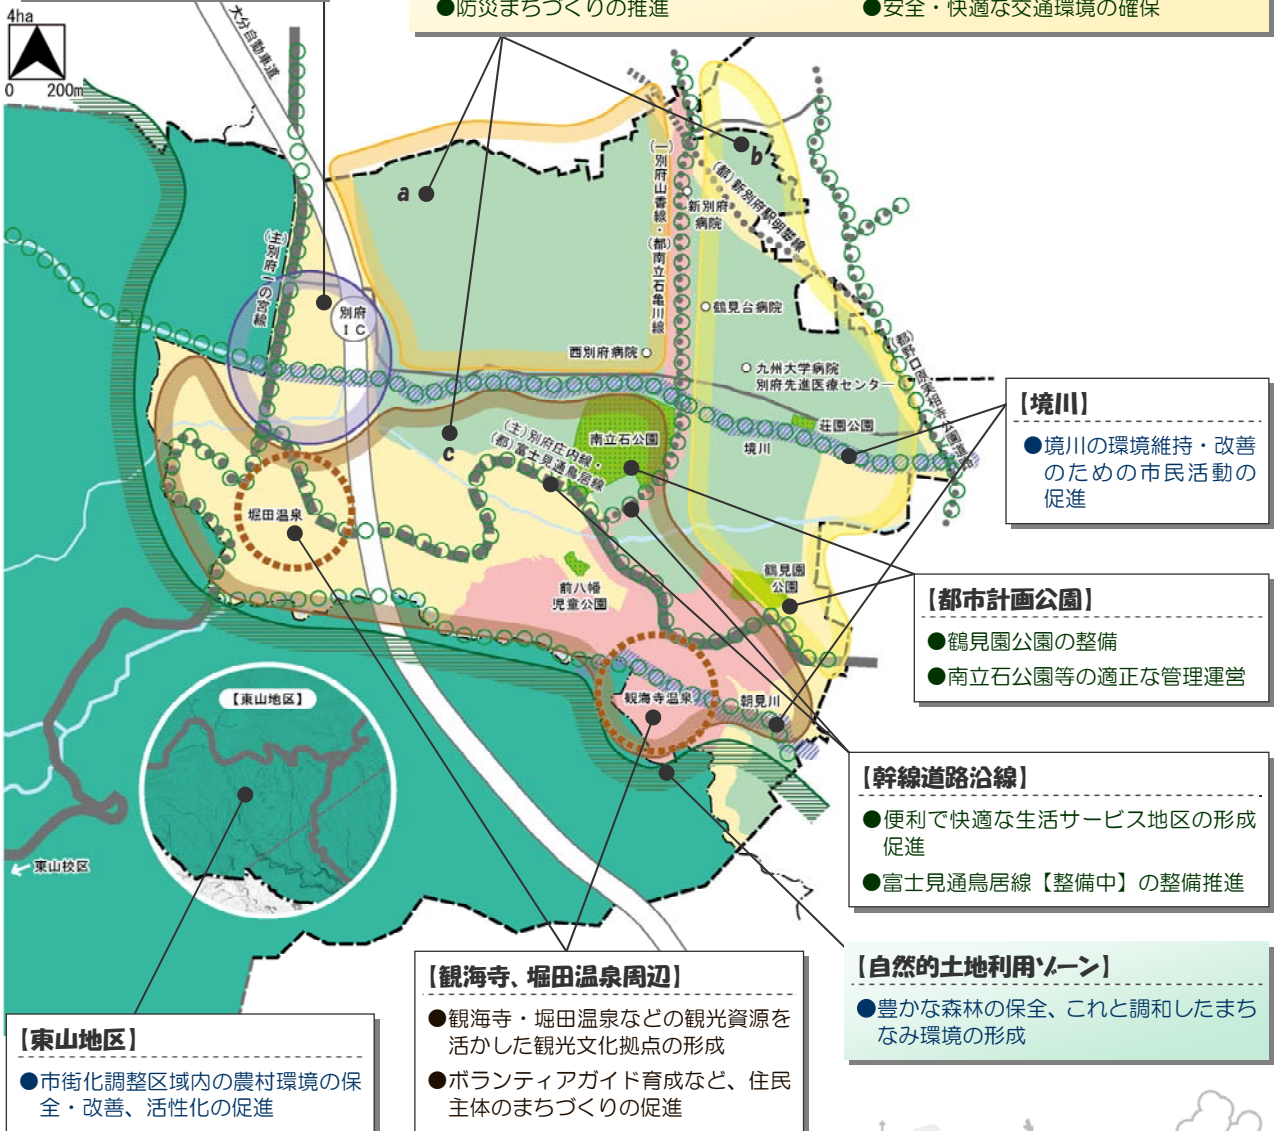 ●防災まちづくりの推進
●安全・快適な交通環境の確保
4ha
0 200m
大分自動車道
a
b
c
(一)別府山香線・(都)南立石亀川線
(都)新別府駅明礬線
新別府
病院
(主)別府一の宮線
別府
IC
鶴見台病院
西別府病院
九州大学病院
別府先進医療センター
荘園公園
境川
南立石公園
(主)別府庄内線・
(都)富士見通鳥居線
堀田温泉
前八幡
児童公園
鶴見園
公園
観海寺温泉
朝見川
【東山地区】
東山校区
【境川】
●境川の環境維持・改善
のための市民活動の
促進
【都市計画公園】
●鶴見園公園の整備
●南立石公園等の適正な管理運営
【幹線道路沿線】
●便利で快適な生活サービス地区の形成
促進
●富士見通鳥居線【整備中】の整備推進
【自然的土地利用ゾーン】
●豊かな森林の保全、これと調和したまち
なみ環境の形成
【観海寺、堀田温泉周辺】
●観海寺・堀田温泉などの観光資源を
活かした観光文化拠点の形成
●ボランティアガイド育成など、住民
主体のまちづくりの促進
【東山地区】
●市街化調整区域内の農村環境の保
全・改善、活性化の促進